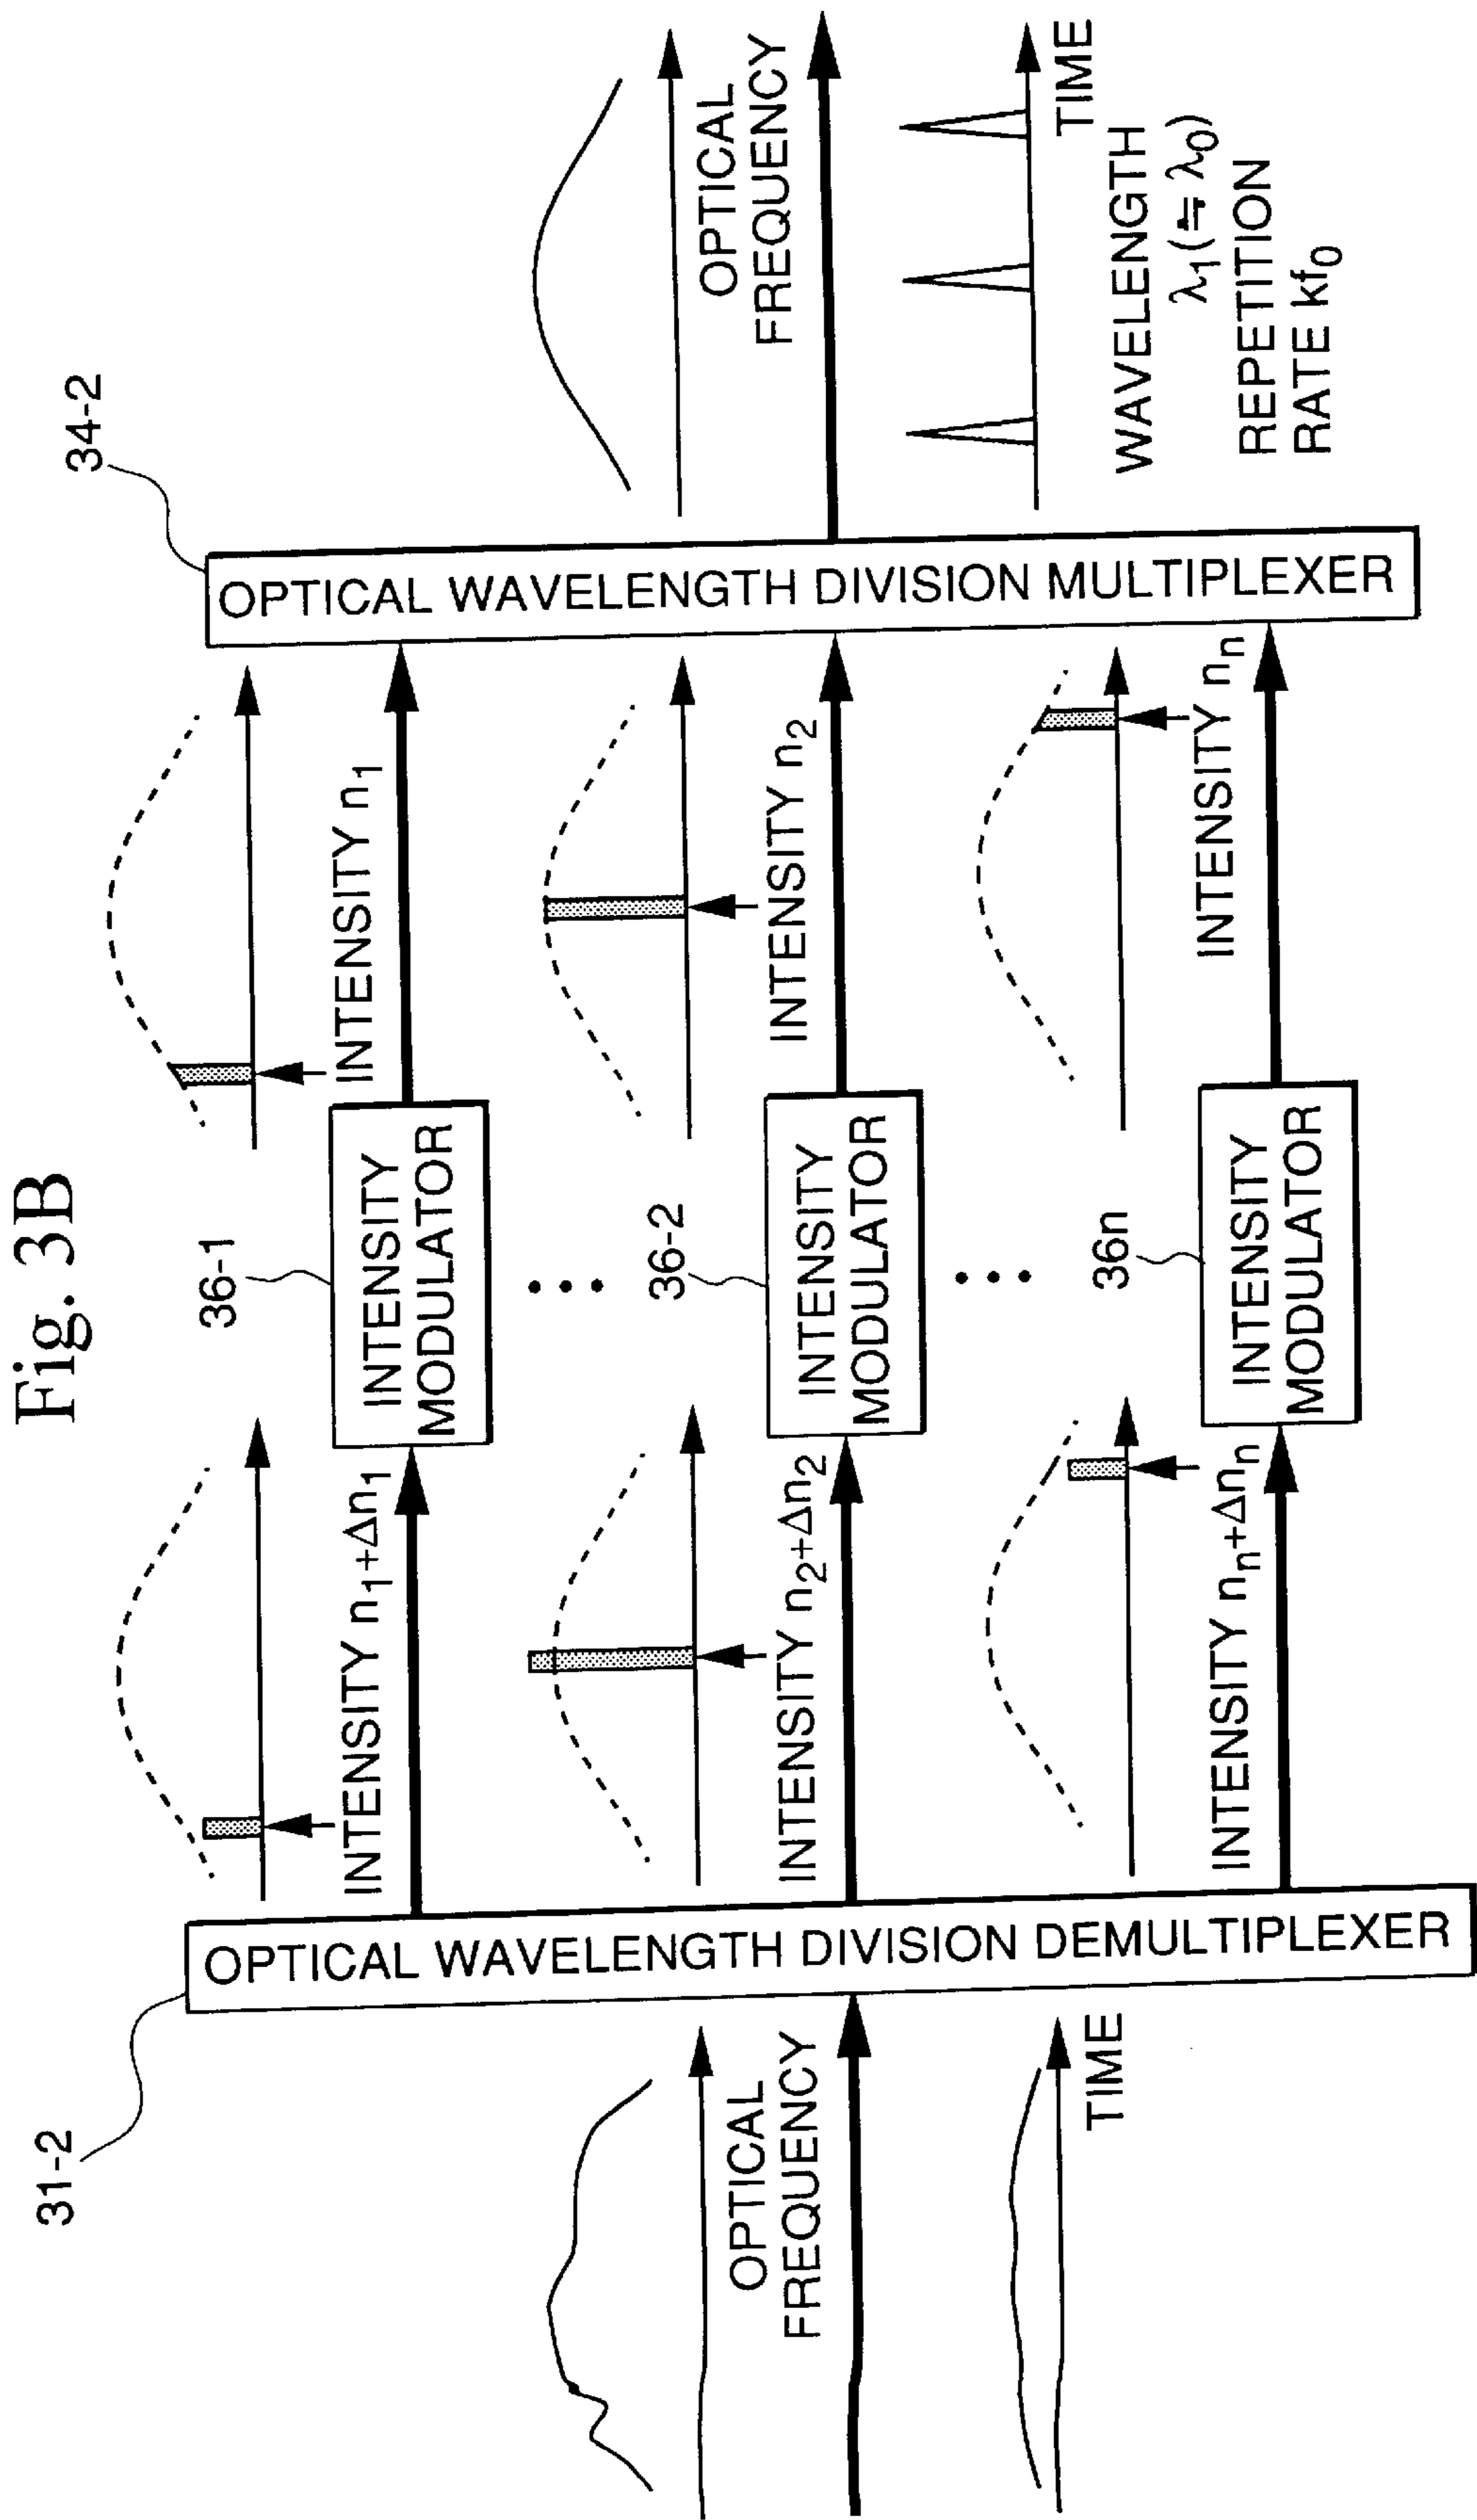 Fig. 3B
31-2
OPTICAL
FREQUENCY
TIME
OPTICAL WAVELENGTH DIVISION DEMULTIPLEXER
INTENSITY n₁+Δn₁
36-1
INTENSITY
MODULATOR
INTENSITY n₁
INTENSITY n₂+Δn₂
36-2
INTENSITY
MODULATOR
INTENSITY n₂
INTENSITY nₙ+Δnₙ
36n
INTENSITY
MODULATOR
INTENSITY nₙ
34-2
OPTICAL WAVELENGTH DIVISION MULTIPLEXER
OPTICAL
FREQUENCY
TIME
WAVELENGTH
λ₁(≒ λ₀)
REPETITION
RATE kf₀